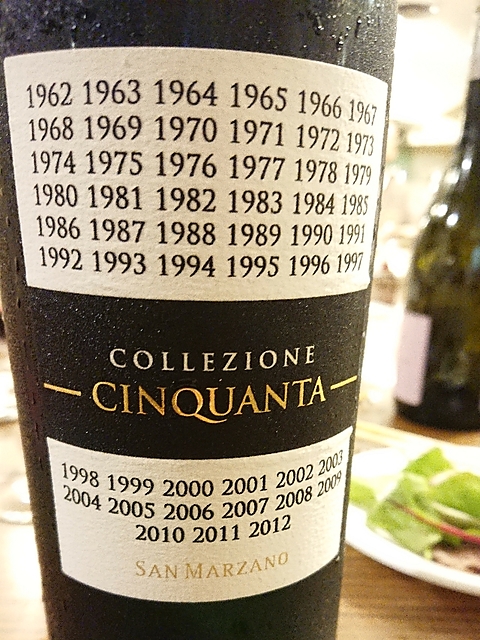 1962 1963 1964 1965 1966 1967
1968 1969 1970 1971 1972 1973
1974 1975 1976 1977 1978 1979
1980 1981 1982 1983 1984 1985
1986 1987 1988 1989 1990 1991
1992 1993 1994 1995 1996 1997
COLLEZIONE
CINQUANTA
1998 1999 2000 2001 2002 2003
2004 2005 2006 2007 2008 2009
2010 2011 2012
SAN MARZANO